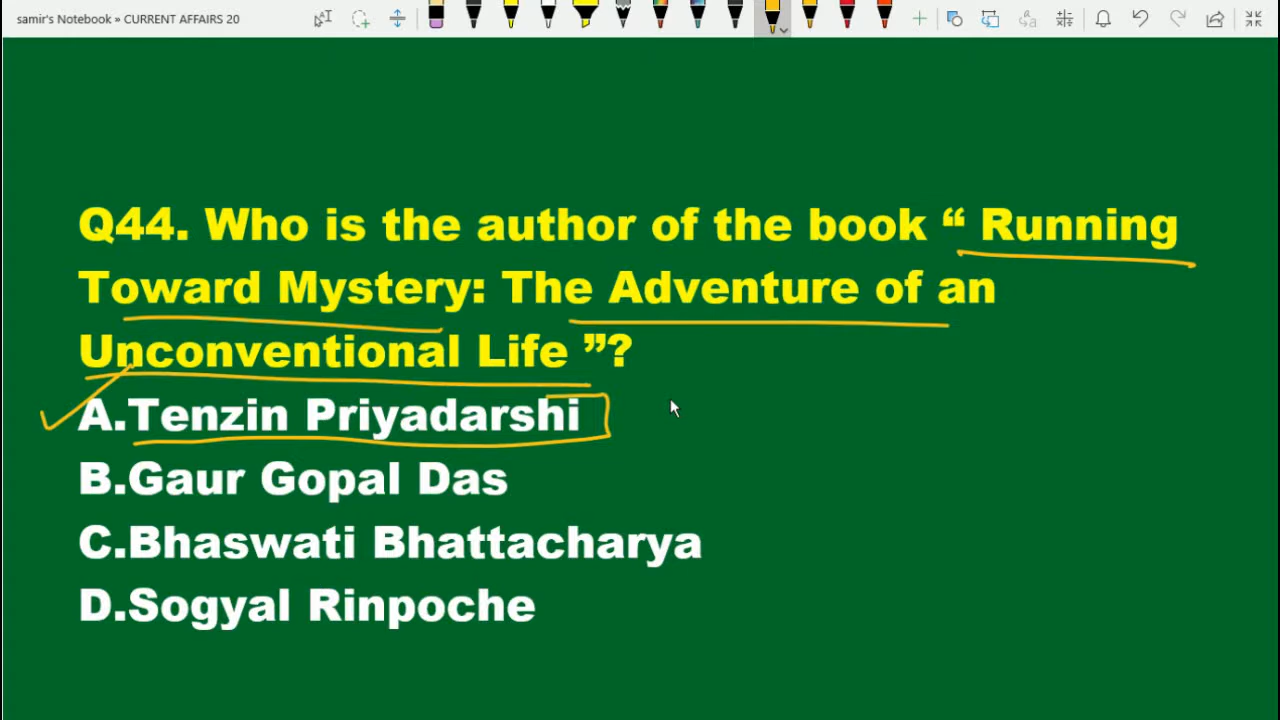 samir's Notebook » CURRENT AFFAIRS 20
Q44. Who is the author of the book “ Running
Toward Mystery: The Adventure of an
Unconventional Life ”?
A.Tenzin Priyadarshi
B.Gaur Gopal Das
C.Bhaswati Bhattacharya
D.Sogyal Rinpoche